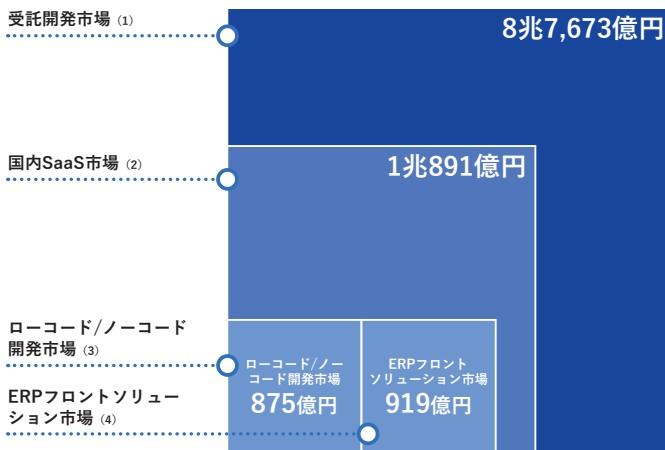 受託開発市場 (1)
8兆7,673億円
国内SaaS市場 (2)
1兆891億円
ローコード/ノーコード
開発市場 (3)
ERPフロントソリュー
ション市場 (4)
ローコード/ノー
コード開発市場
875億円
ERPフロント
ソリューション市場
919億円